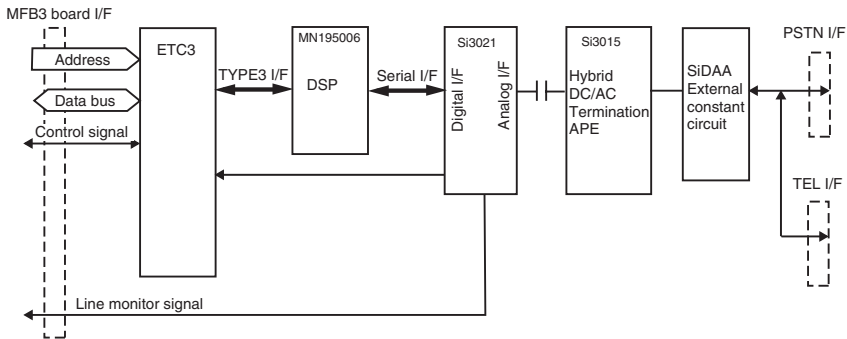 MFB3 board I/F
Address
Data bus
Control signal
ETC3
TYPE3 I/F
MN195006
DSP
Serial I/F
Si3021
Digital I/F
Analog I/F
Si3015
Hybrid
DC/AC
Termination
APE
SiDAA
External
constant
circuit
PSTN I/F
TEL I/F
Line monitor signal